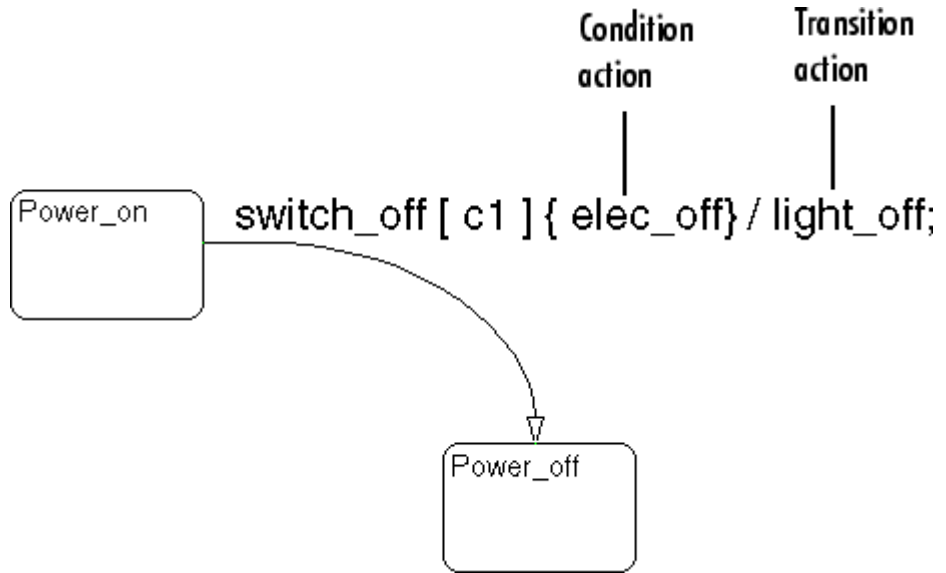 Condition
action
Transition
action
Power_on
switch_off [ c1 ] { elec_off} / light_off;
Power_off